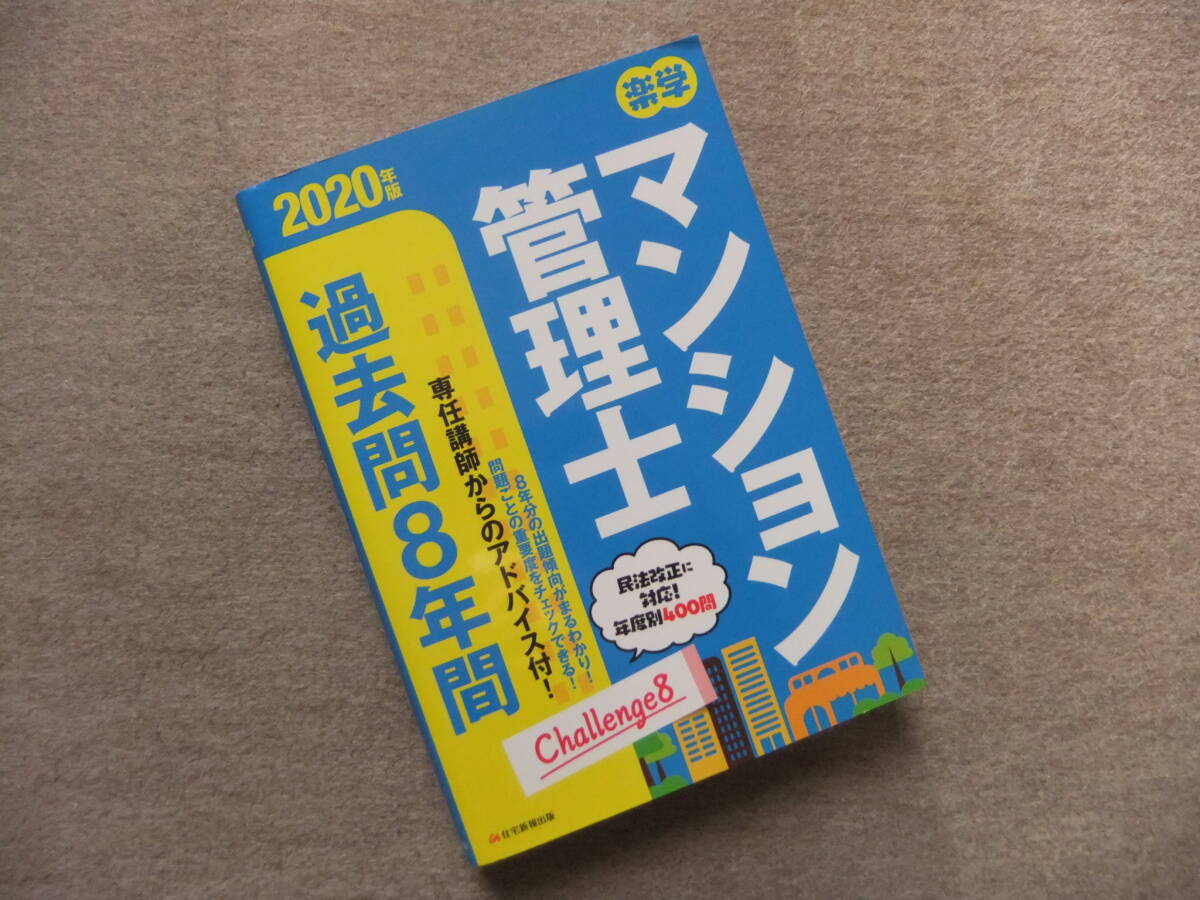 楽学
マンション
管理士
2020年版
過去問8年間
8年分の出題傾向がまるわかり!
問題ごとの重要度をチェックできる!
専任講師からのアドバイス付!
民法改正に
対応!
年度別400問
Challenge8
住宅新報出版